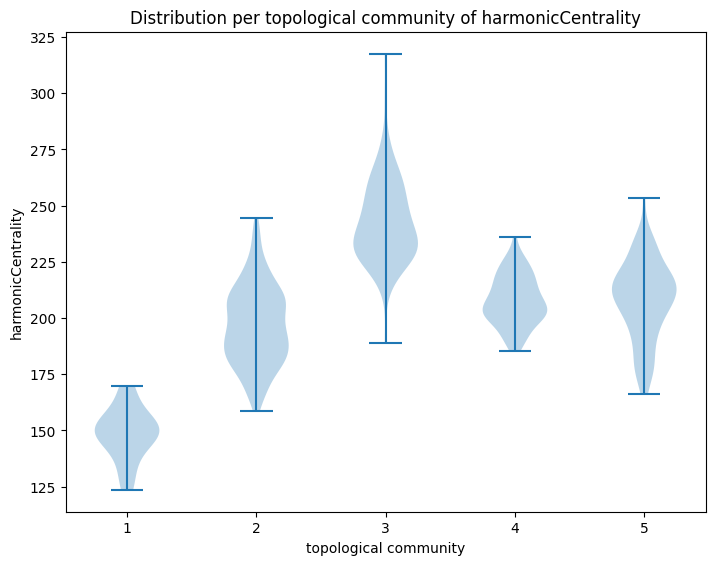 Distribution per topological community of harmonicCentrality
325
300
275
250
225
200
175
150
125
harmonicCentrality
1 2 3 4 5
topological community